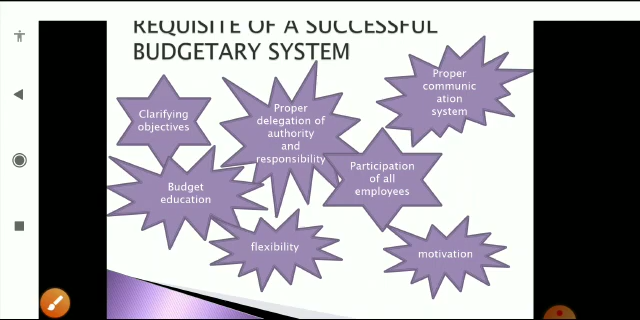 REQUISITE OF A SUCCESSFUL
BUDGETARY SYSTEM
Clarifying
objectives
Proper
delegation of
authority
and
responsibility
Proper
communic
ation
system
Budget
education
Participation
of all
employees
flexibility
motivation